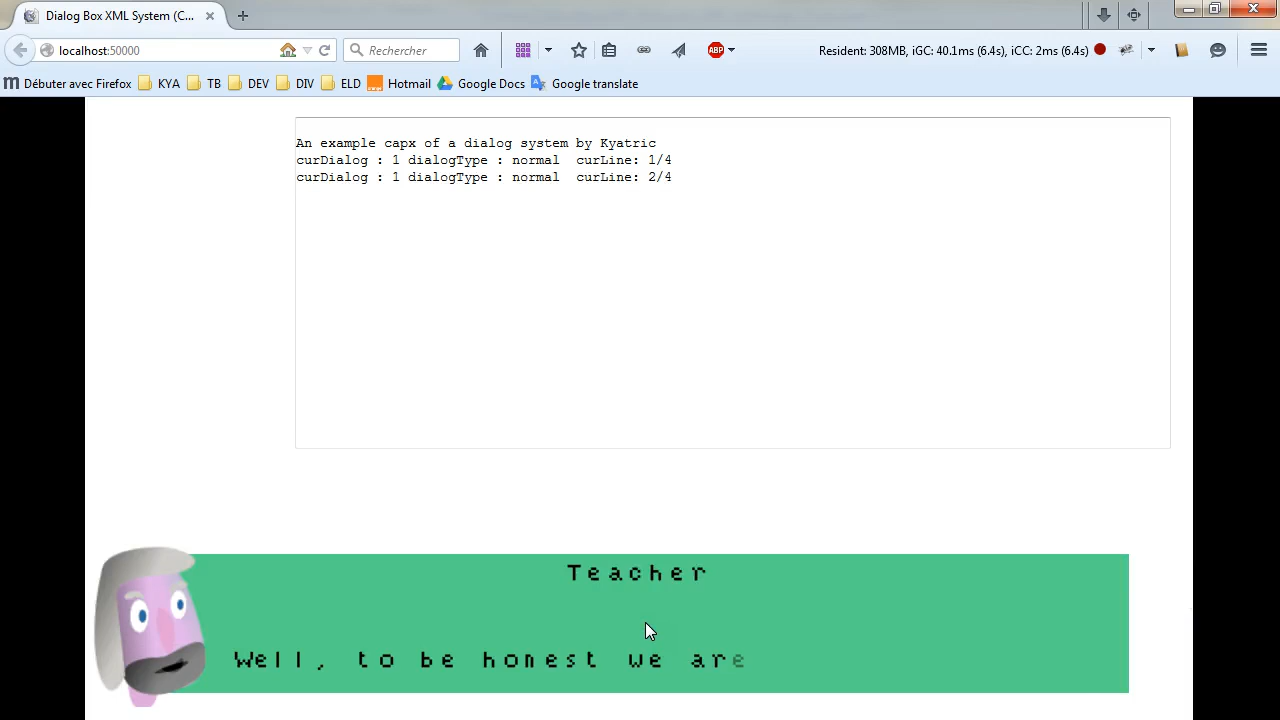 Dialog Box XML System (C...
localhost:50000
Rechercher
ABP
Resident: 308MB, iGC: 40.1ms (6.4s), iCC: 2ms (6.4s)
Débuter avec Firefox KYA TB DEV DIV ELD Hotmail Google Docs Google translate
An example capx of a dialog system by Kyatric
curDialog : 1 dialogType : normal curLine: 1/4
curDialog : 1 dialogType : normal curLine: 2/4
Teacher
Well, to be honest we are